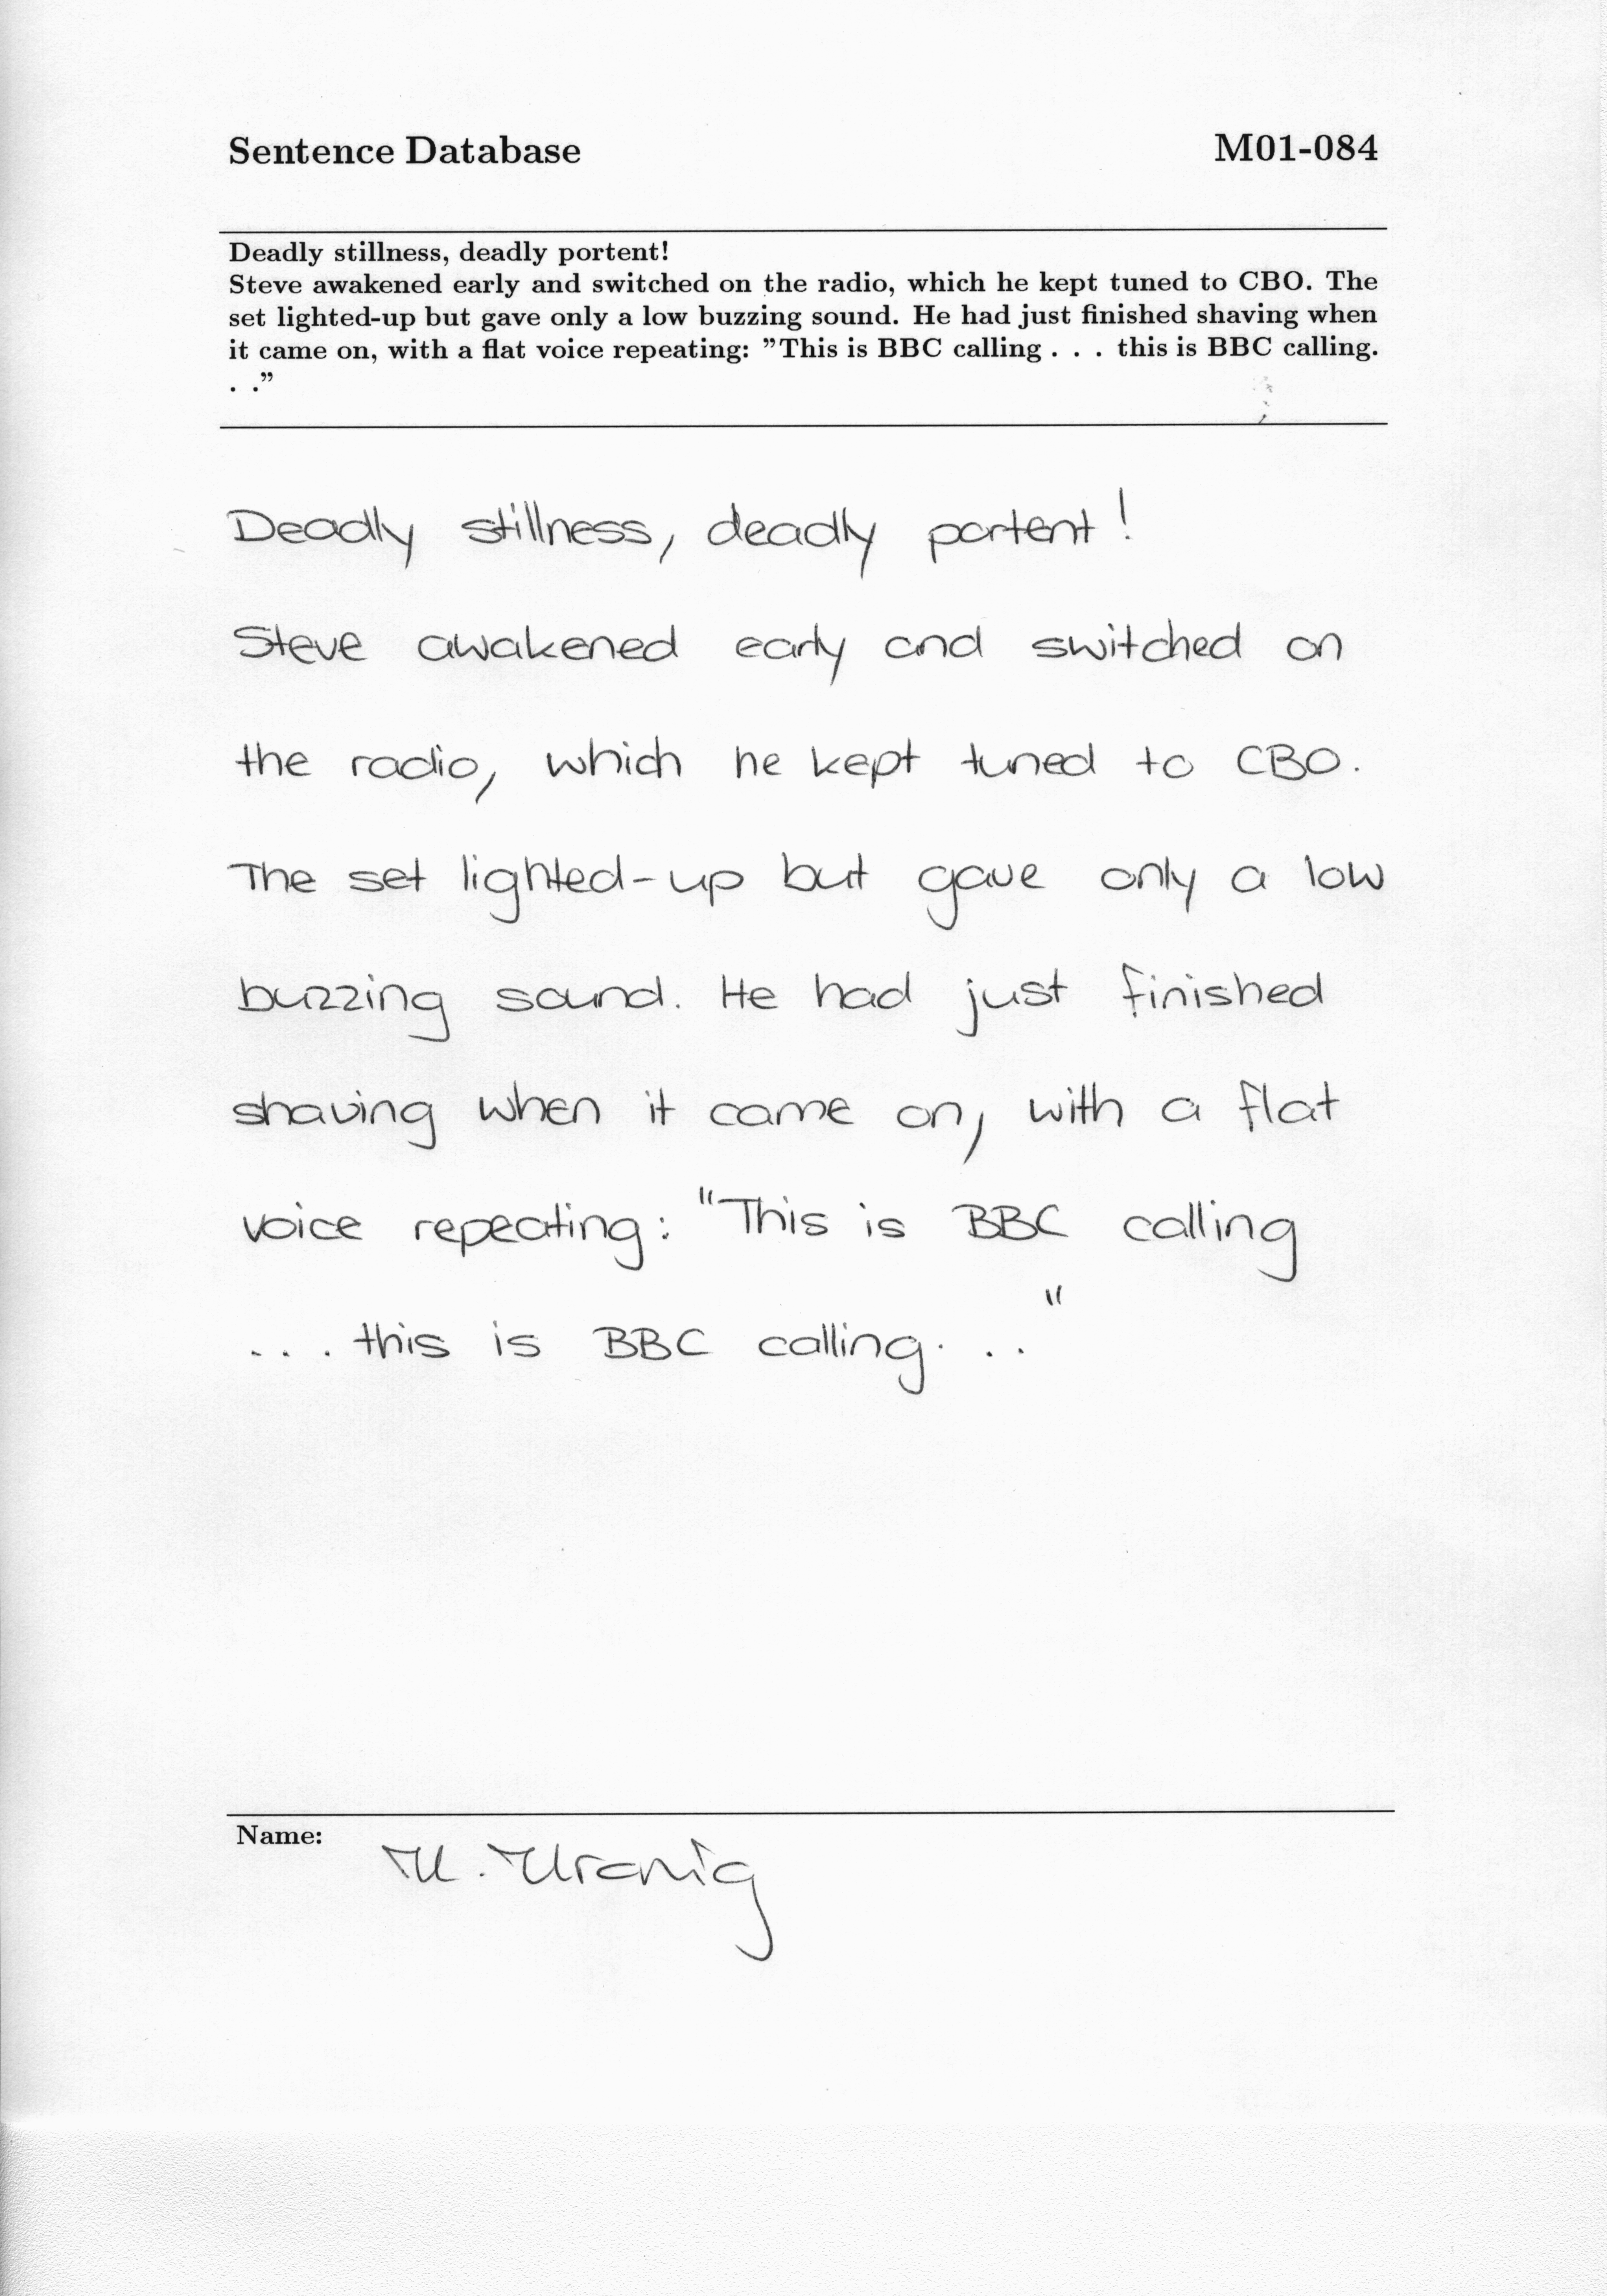 Sentence Database M01-084
Deadly stillness, deadly portent!
Steve awakened early and switched on the radio, which he kept tuned to CBO. The
set lighted-up but gave only a low buzzing sound. He had just finished shaving when
it came on, with a flat voice repeating: ”This is BBC calling . . . this is BBC calling.
. .”
Deadly stillness, deadly portent!
Steve awakened early and switched on
the radio, which he kept tuned to CBO.
The set lighted-up but gave only a low
buzzing sound. He had just finished
shaving when it came on, with a flat
voice repeating: "This is BBC calling
... this is BBC calling. . ."
Name: